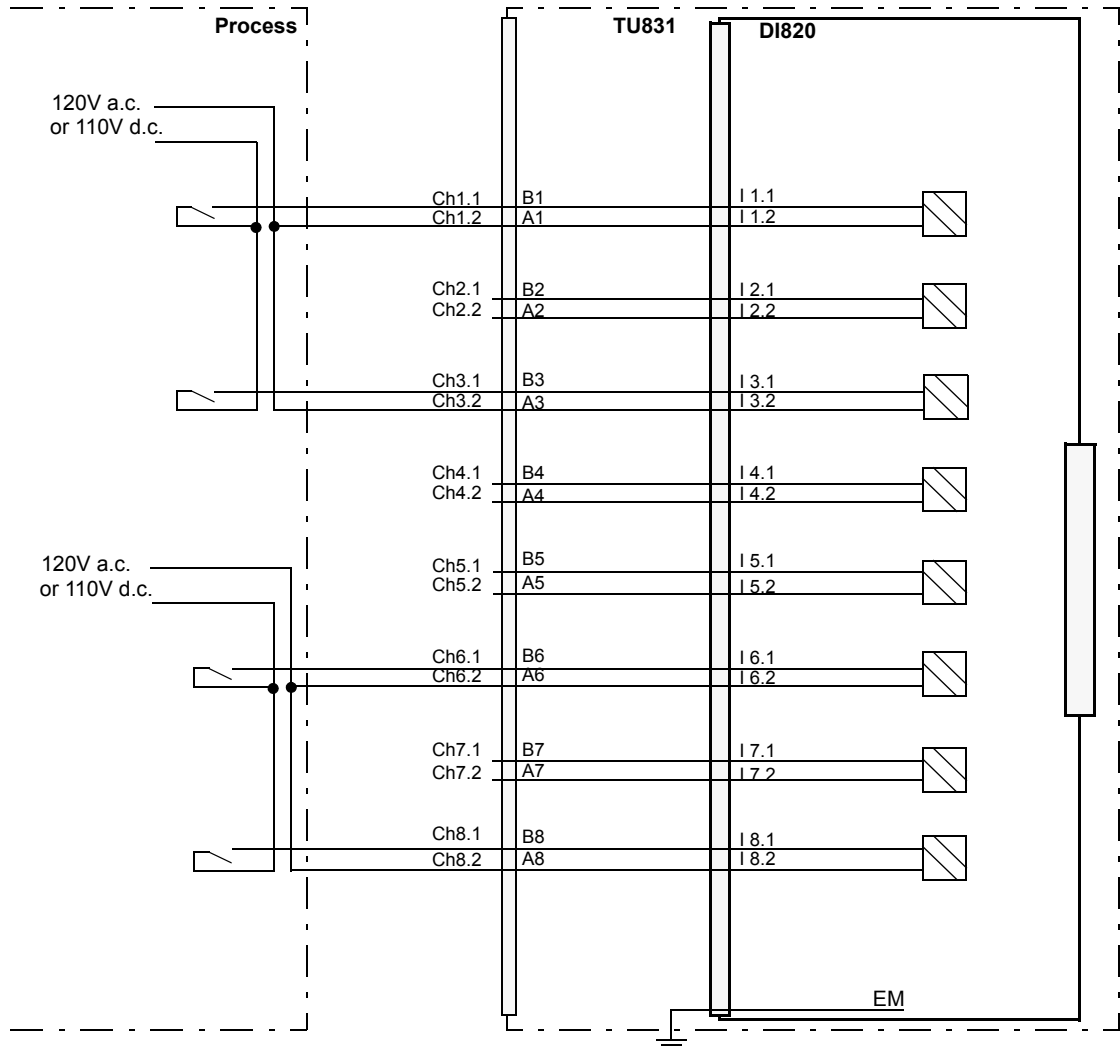 Process TU831 DI820
120V a.c.
or 110V d.c.
Ch1.1 B1 I 1.1
Ch1.2 A1 I 1.2
Ch2.1 B2 I 2.1
Ch2.2 A2 I 2.2
Ch3.1 B3 I 3.1
Ch3.2 A3 I 3.2
Ch4.1 B4 I 4.1
Ch4.2 A4 I 4.2
120V a.c.
or 110V d.c.
Ch5.1 B5 I 5.1
Ch5.2 A5 I 5.2
Ch6.1 B6 I 6.1
Ch6.2 A6 I 6.2
Ch7.1 B7 I 7.1
Ch7.2 A7 I 7.2
Ch8.1 B8 I 8.1
Ch8.2 A8 I 8.2
EM